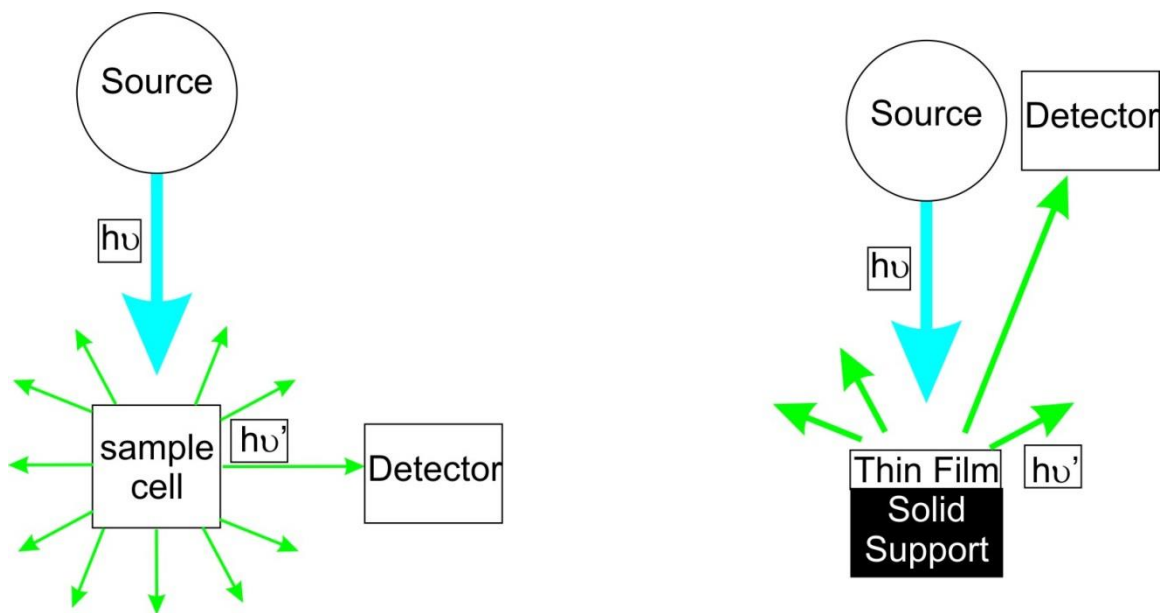 Source
hυ
sample
cell
hυ'
Detector
Source
Detector
hυ
Thin Film
hυ'
Solid
Support